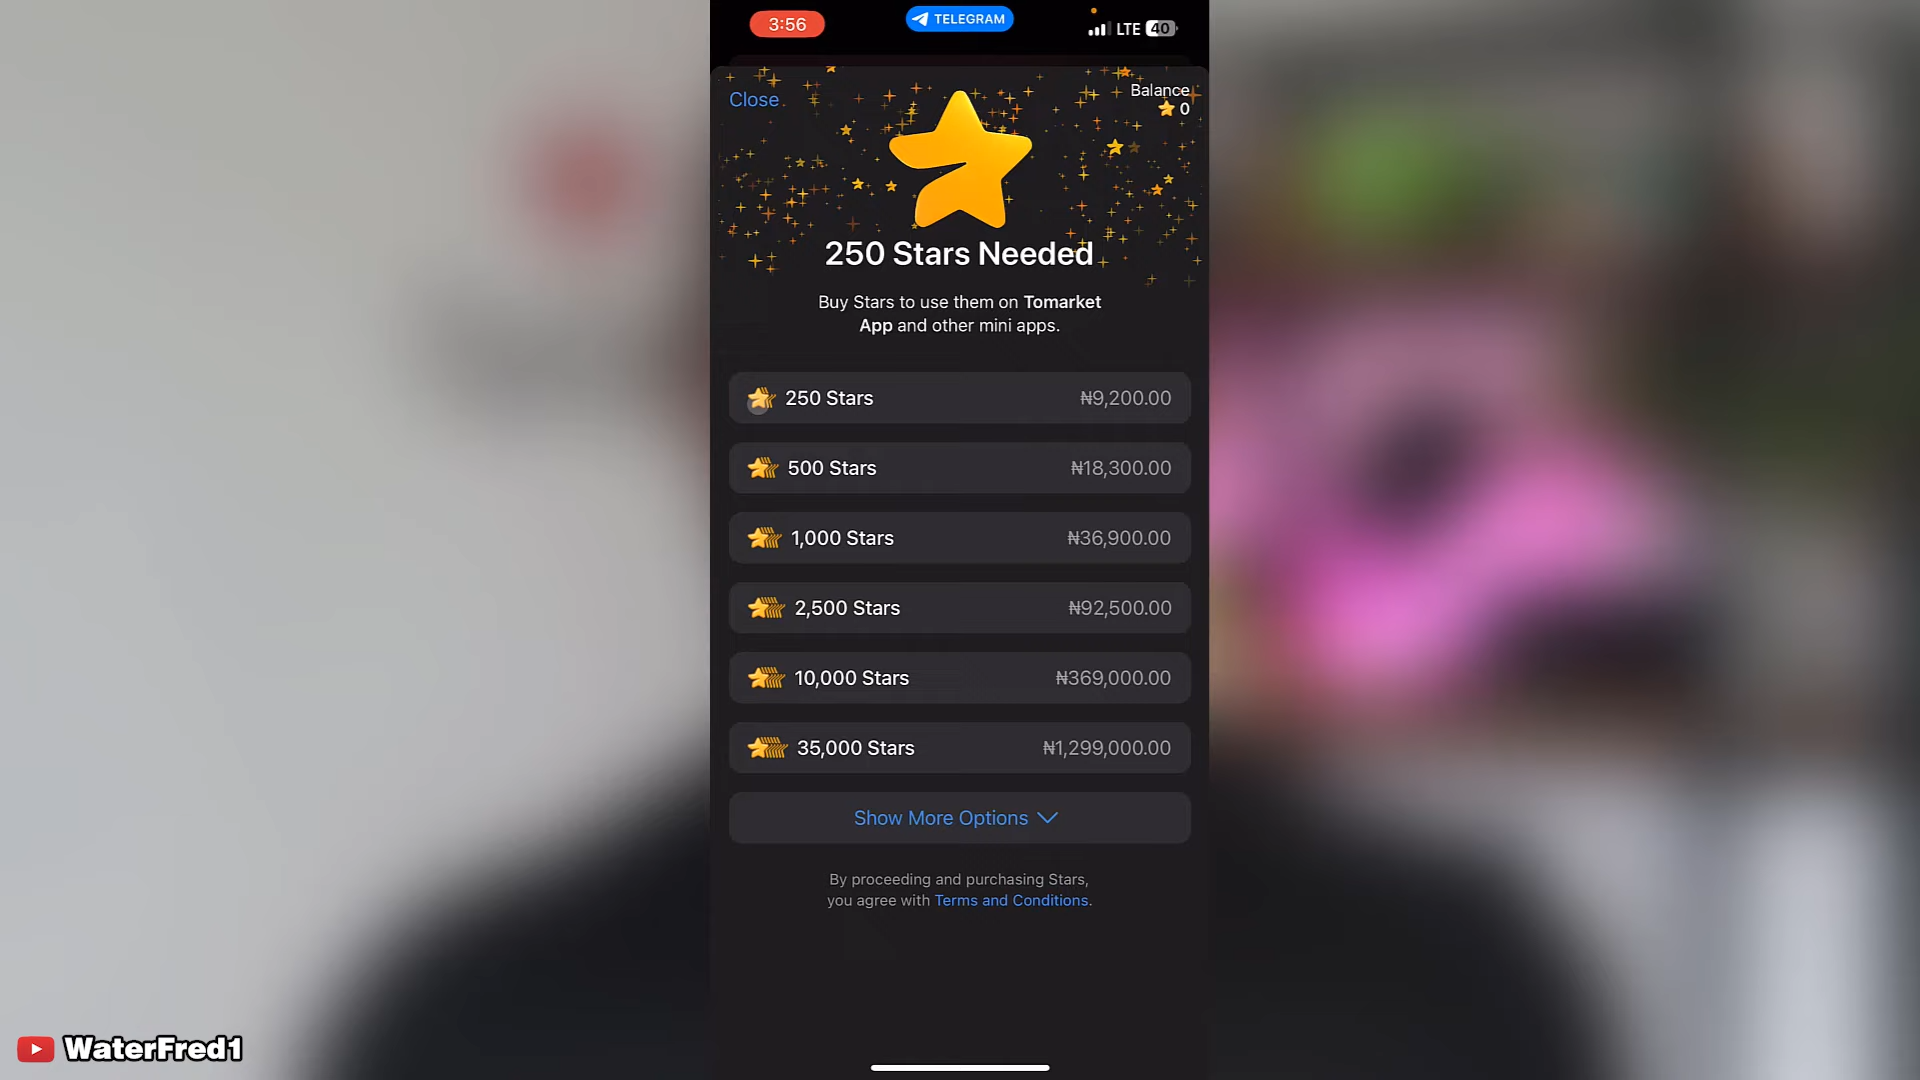 3:56
TELEGRAM
LTE 40
Close
Balance
0
250 Stars Needed
Buy Stars to use them on Tomarket
App and other mini apps.
250 Stars ₦9,200.00
500 Stars ₦18,300.00
1,000 Stars ₦36,900.00
2,500 Stars ₦92,500.00
10,000 Stars ₦369,000.00
35,000 Stars ₦1,299,000.00
Show More Options
By proceeding and purchasing Stars,
you agree with Terms and Conditions.
WaterFred1